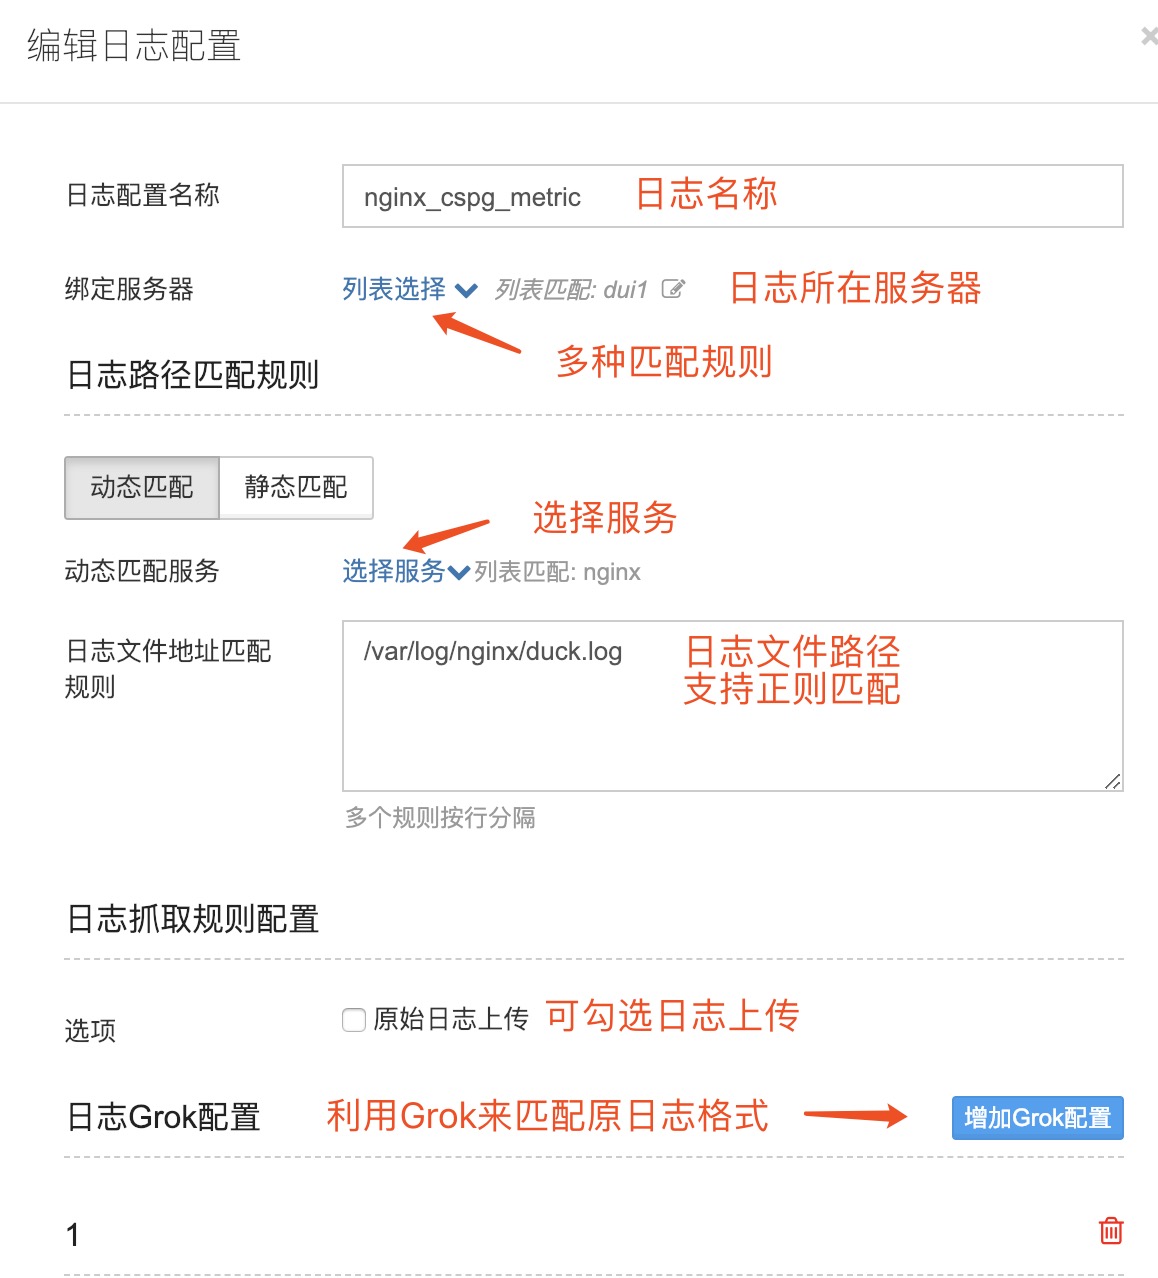 编辑日志配置
×
日志配置名称 nginx_cspg_metric 日志名称
绑定服务器 列表选择 列表匹配: dui1 日志所在服务器
多种匹配规则
日志路径匹配规则
动态匹配 静态匹配
选择服务
动态匹配服务 选择服务 列表匹配: nginx
日志文件地址匹配
规则
/var/log/nginx/duck.log 日志文件路径
支持正则匹配
多个规则按行分隔
日志抓取规则配置
选项 原始日志上传 可勾选日志上传
日志Grok配置 利用Grok来匹配原日志格式 增加Grok配置
1